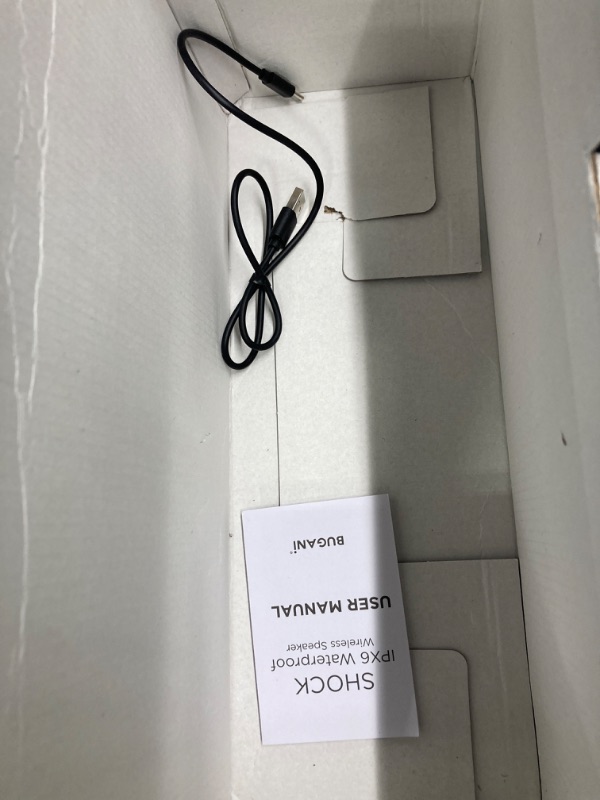 SHOCK
IPX6 Waterproof
Wireless Speaker
USER MANUAL
BUGANi®